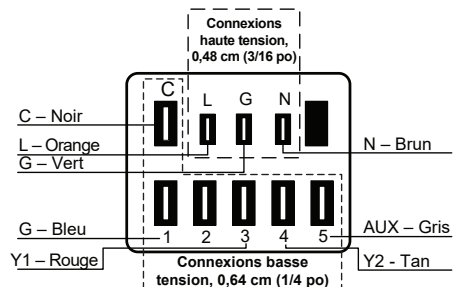 Connexions
haute tension,
0,48 cm (3/16 po)
C
L G N
C – Noir
L – Orange
G – Vert
N – Brun
G – Bleu
AUX – Gris
1 2 3 4 5
Y1 – Rouge
Y2 - Tan
Connexions basse
tension, 0,64 cm (1/4 po)